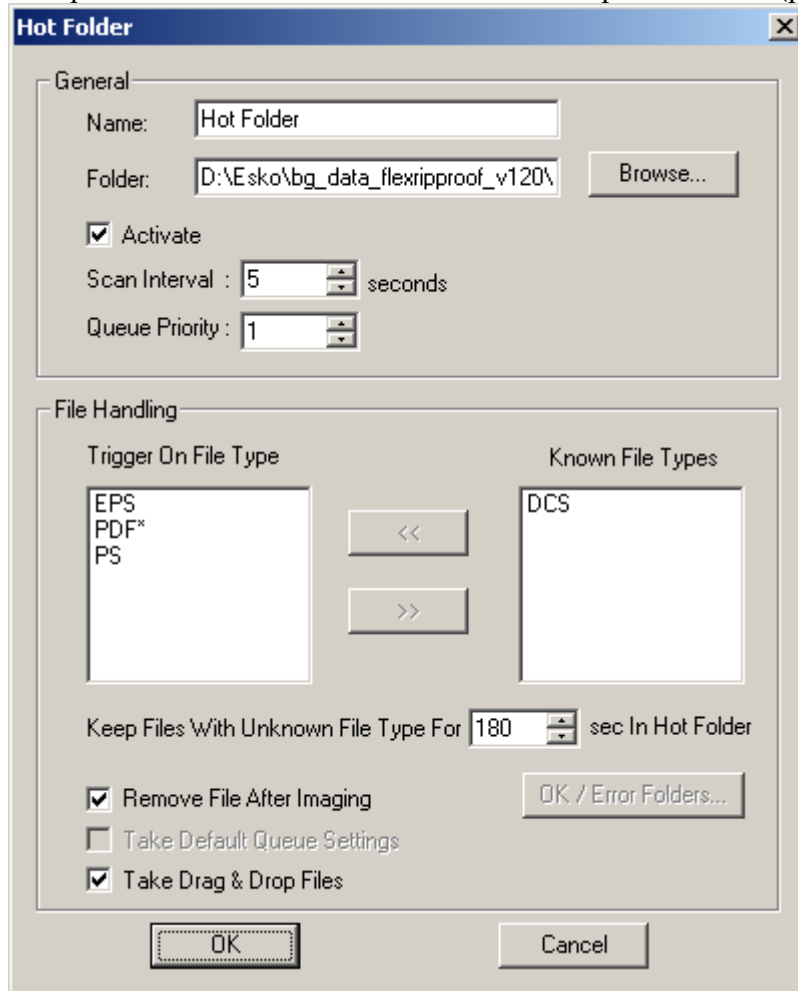 Hot Folder
General
Name: Hot Folder
Folder: D:\Esko\bg_data_flexripproof_v120\ Browse...
Activate
Scan Interval : 5 seconds
Queue Priority : 1
File Handling
Trigger On File Type Known File Types
EPS DCS
PDF*
PS
<<
>>
Keep Files With Unknown File Type For 180 sec In Hot Folder
Remove File After Imaging OK / Error Folders...
Take Default Queue Settings
Take Drag & Drop Files
OK Cancel